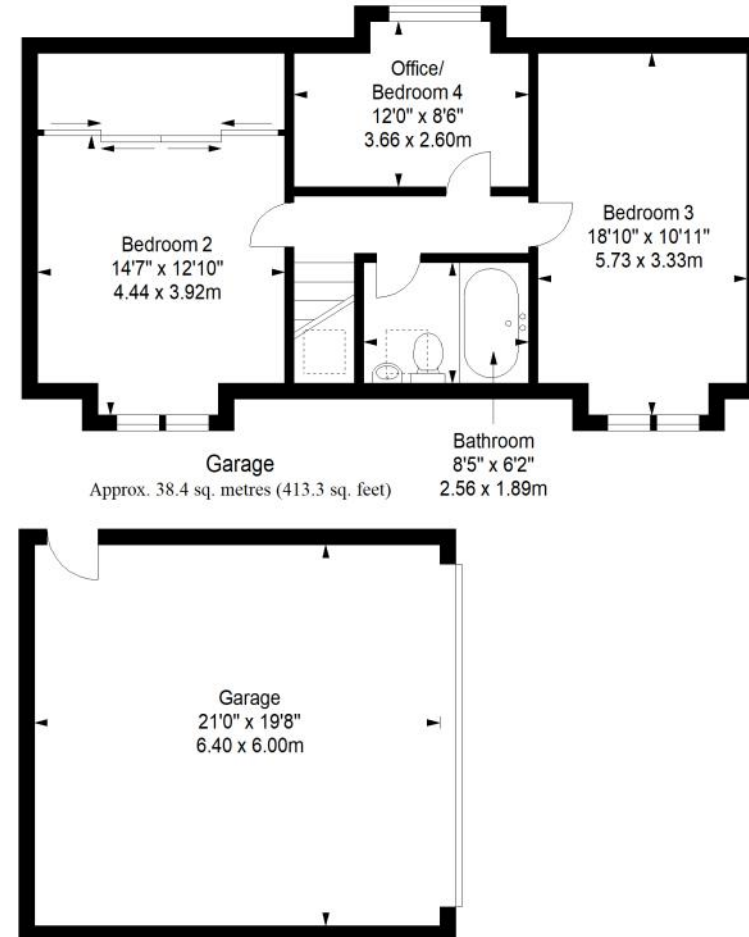 Office/
Bedroom 4
12'0" x 8'6"
3.66 x 2.60m
Bedroom 2
14'7" x 12'10"
4.44 x 3.92m
Bedroom 3
18'10" x 10'11"
5.73 x 3.33m
Bathroom
8'5" x 6'2"
2.56 x 1.89m
Garage
Approx. 38.4 sq. metres (413.3 sq. feet)
Garage
21'0" x 19'8"
6.40 x 6.00m